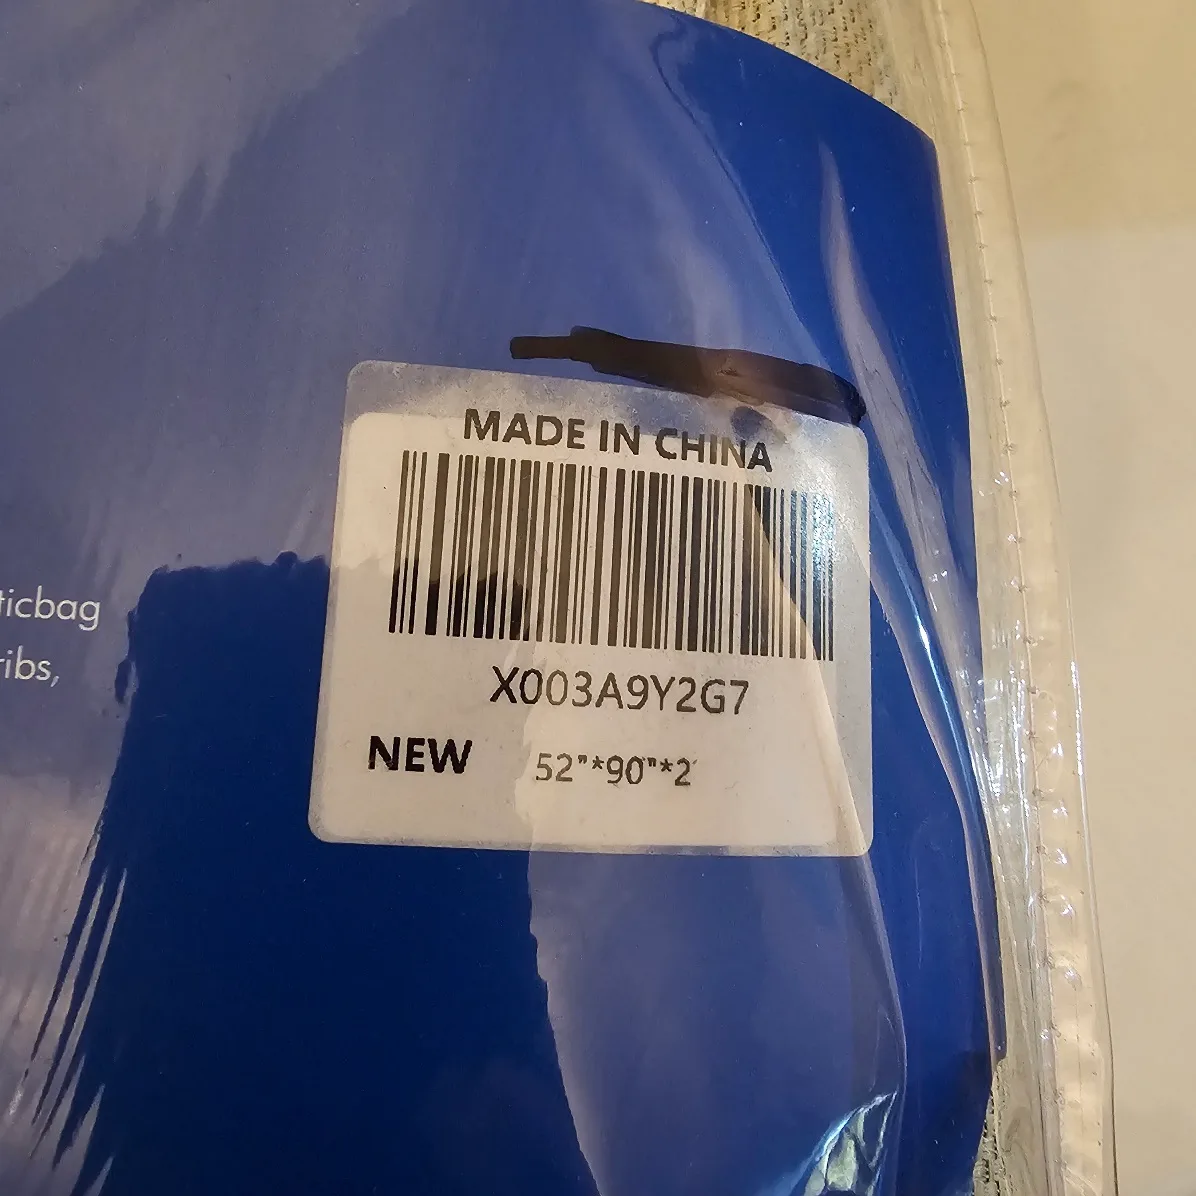 MADE IN CHINA
X003A9Y2G7
NEW 52"*90"*2
ticbag
ribs,